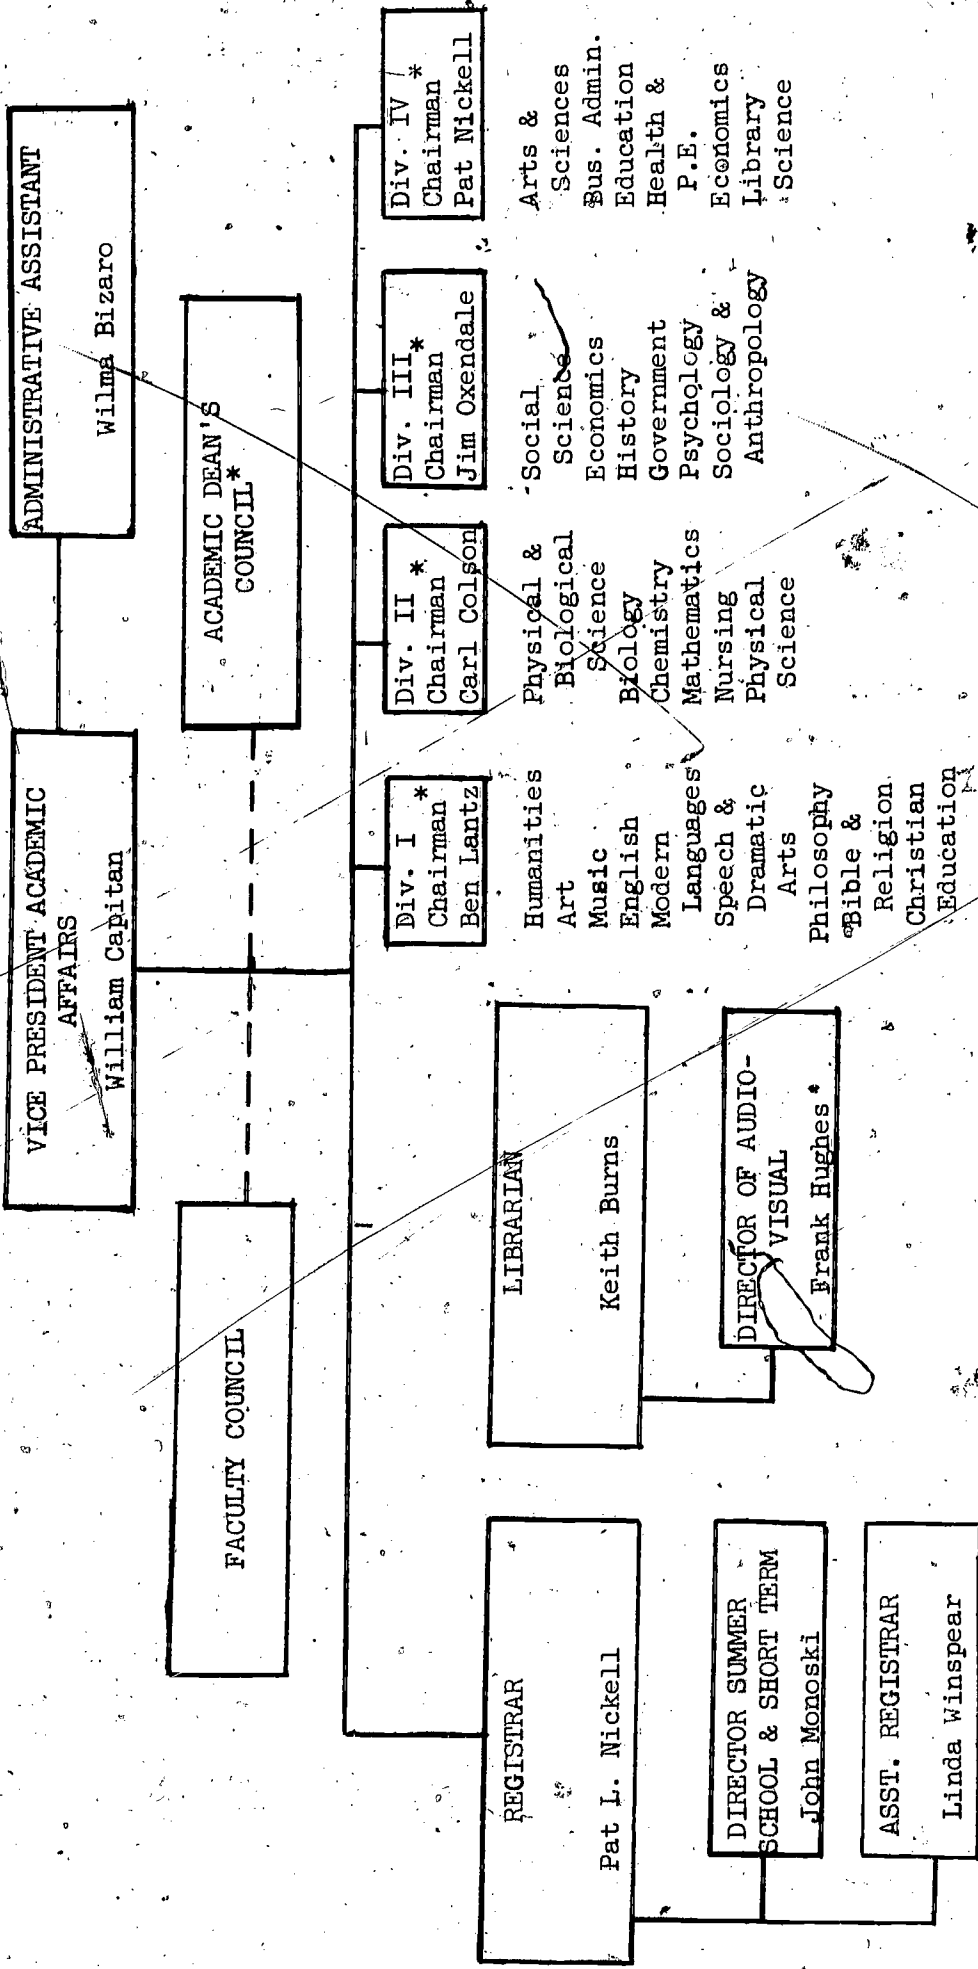 VICE PRESIDENT ACADEMIC
AFFAIRS
William Capitan
ADMINISTRATIVE ASSISTANT
Wilma Bizaro
FACULTY COUNCIL
ACADEMIC DEAN'S
COUNCIL*
REGISTRAR
Pat L. Nickell
DIRECTOR SUMMER
SCHOOL & SHORT TERM
John Monoski
ASST. REGISTRAR
Linda Winspear
LIBRARIAN
Keith Burns
DIRECTOR OF AUDIO-
VISUAL
Frank Hughes*
Div. I
Chairman*
Ben Lantz
Humanities
Art
Music
English
Modern
Languages
Speech &
Dramatic
Arts
Philosophy
Bible &
Religion
Christian
Education
Div. II
Chairman*
Carl Colson
Physical &
Biological
Science
Biology
Chemistry
Mathematics
Nursing
Physical
Science
Div. III
Chairman*
Jim Oxendale
Social
Science
Economics
History
Government
Psychology
Sociology &
Anthropology
Div. IV
Chairman*
Pat Nickell
Arts &
Sciences
Bus. Admin.
Education
Health &
P.E.
Economics
Library
Science